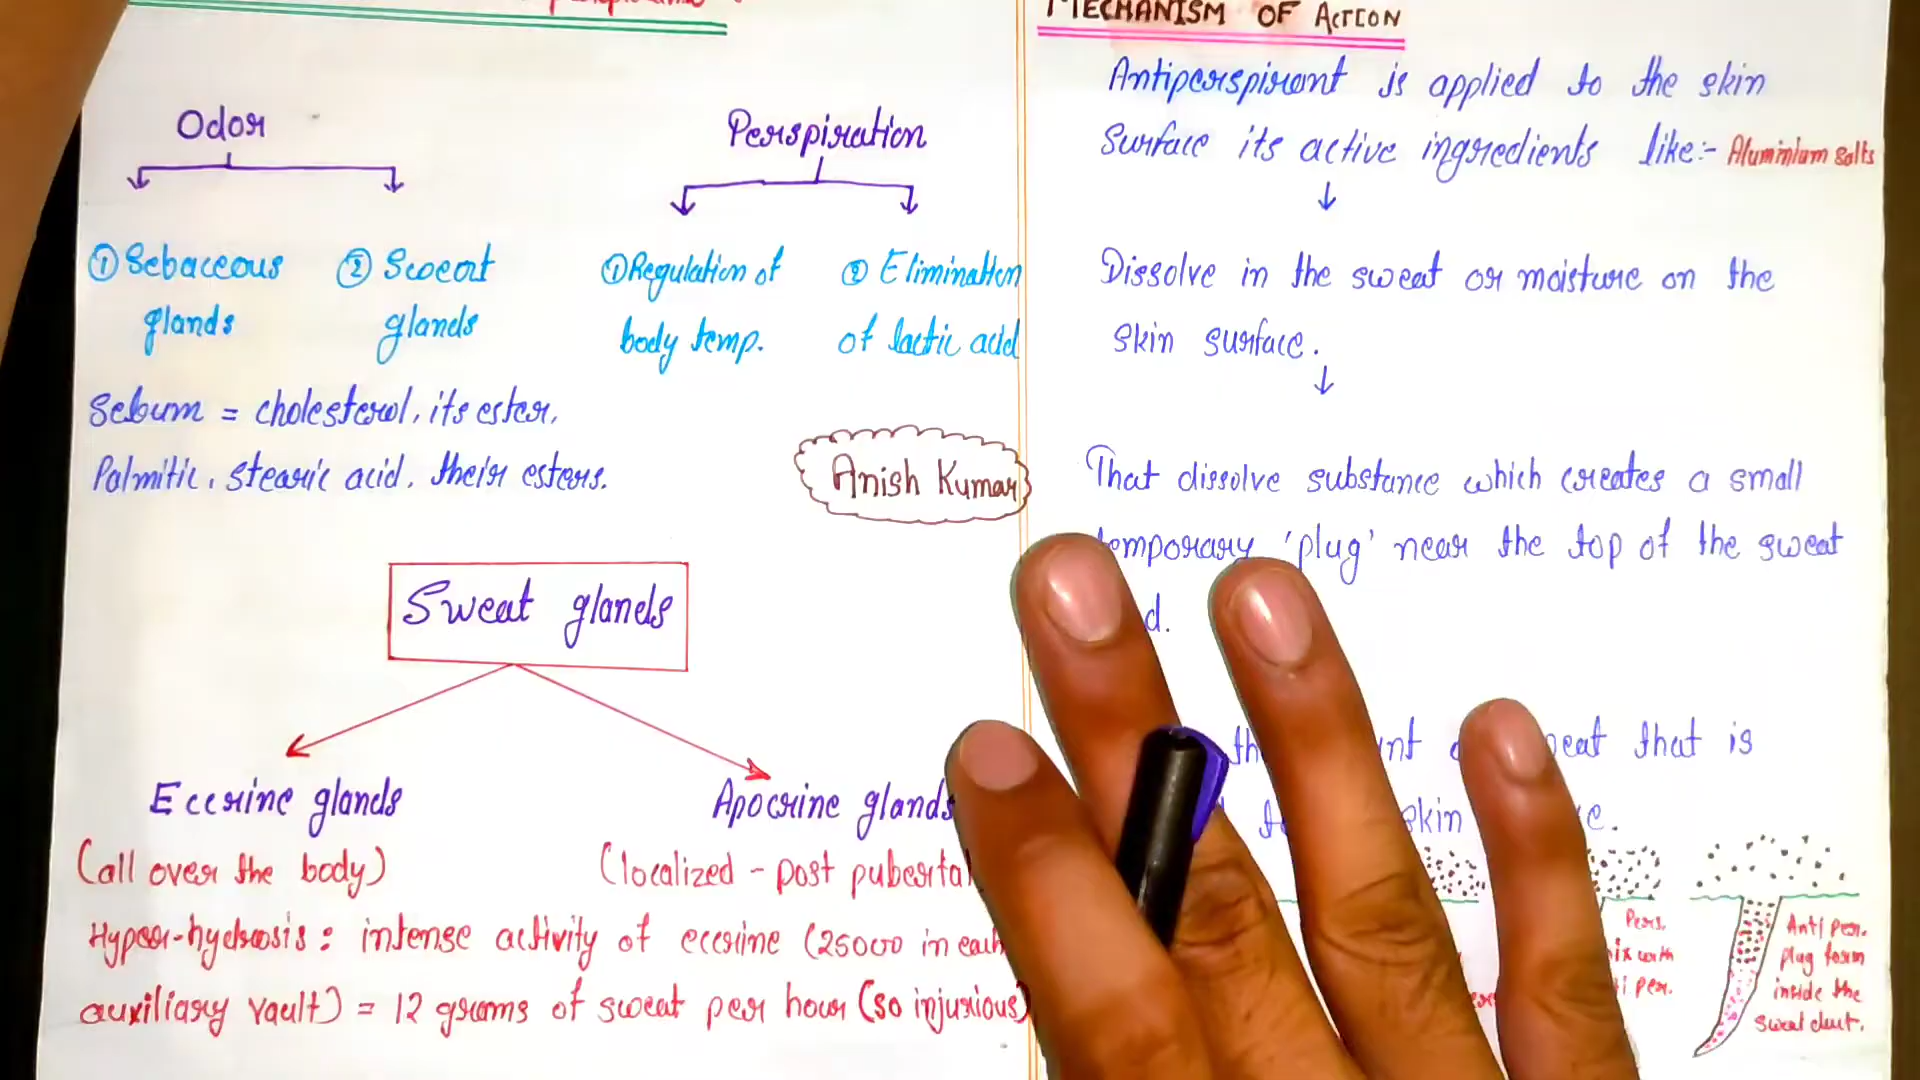 Odor
① Sebaceous glands
② Sweat glands
Perspiration
① Regulation of body temp.
② Elimination of lactic acid
Sebum = cholesterol, its ester,
Palmitic, stearic acid, their esters.
Anish Kumar
Sweat glands
Eccrine glands
(all over the body)
Apocrine glands
(localized - post pubertal
Hyper-hydrosis: intense activity of eccrine (25000 in each
auxiliary vault) = 12 grams of sweat per hour (so injurious)
MECHANISM OF ACTION
Antiperspirant is applied to the skin
surface its active ingredients like:- Aluminium salts
↓
Dissolve in the sweat or moisture on the
skin surface.
↓
That dissolve substance which creates a small
temporary 'plug' near the top of the sweat
that is
skin
Pers.
Anti per.
plug form
inside the
sweat duct.